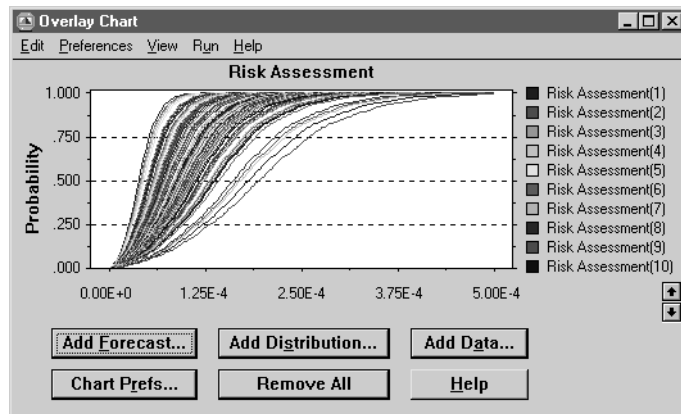 Overlay Chart
Edit Preferences View Run Help
Risk Assessment
Probability
1.000
.750
.500
.250
.000
0.00E+0 1.25E-4 2.50E-4 3.75E-4 5.00E-4
Risk Assessment(1)
Risk Assessment(2)
Risk Assessment(3)
Risk Assessment(4)
Risk Assessment(5)
Risk Assessment(6)
Risk Assessment(7)
Risk Assessment(8)
Risk Assessment(9)
Risk Assessment(10)
Add Forecast... Add Distribution... Add Data...
Chart Prefs... Remove All Help